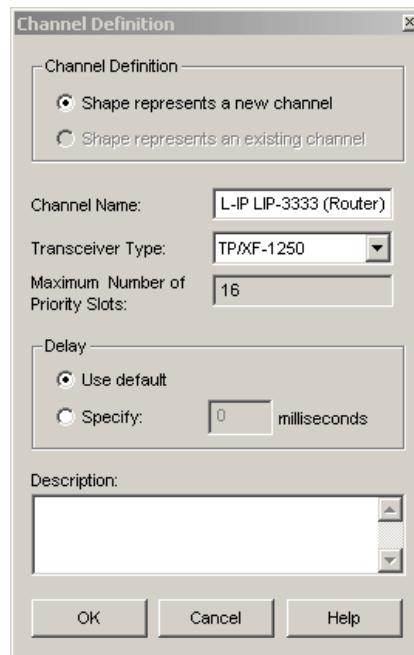 Channel Definition
Channel Definition
Shape represents a new channel
Shape represents an existing channel
Channel Name: L-IP LIP-3333 (Router)
Transceiver Type: TP/XF-1250
Maximum Number of
Priority Slots: 16
Delay
Use default
Specify: 0 milliseconds
Description:
OK Cancel Help